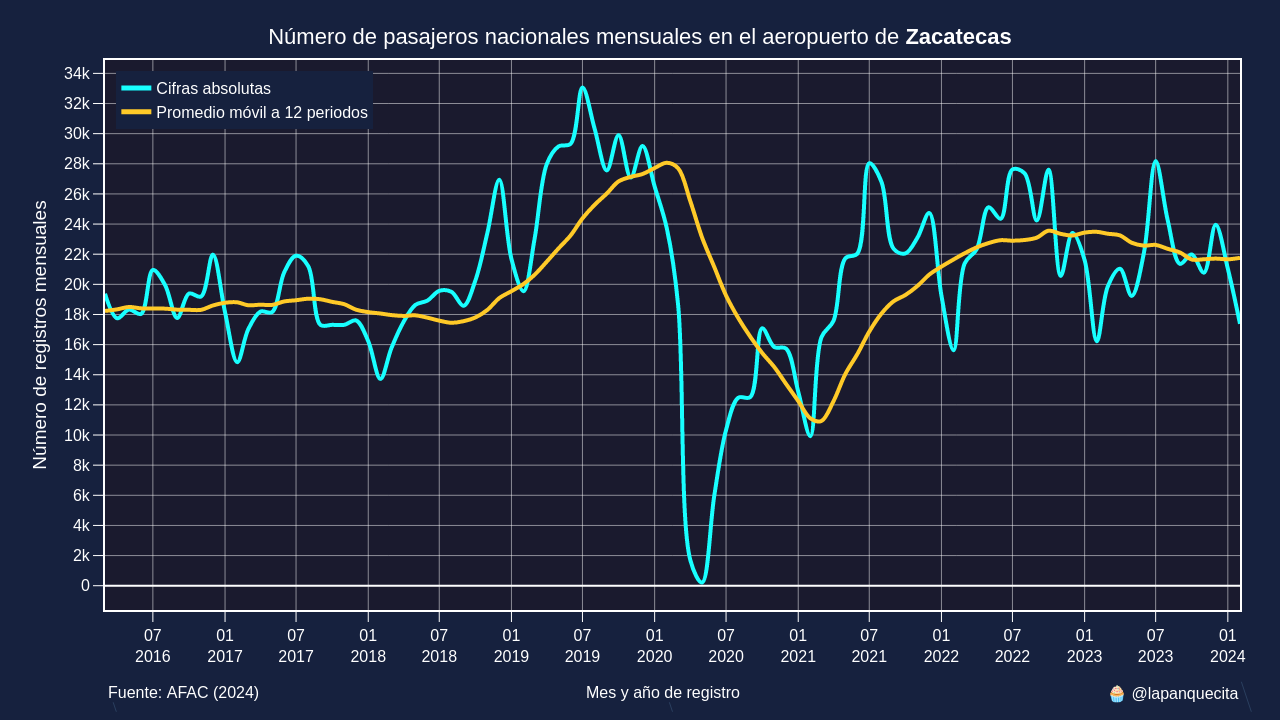 Número de pasajeros nacionales mensuales en el aeropuerto de Zacatecas
Cifras absolutas
Promedio móvil a 12 periodos
Número de registros mensuales
34k
32k
30k
28k
26k
24k
22k
20k
18k
16k
14k
12k
10k
8k
6k
4k
2k
0
07 01 07 01 07 01 07 01 07 01 07 01 07 01 07 01
2016 2017 2017 2018 2018 2019 2019 2020 2020 2021 2021 2022 2022 2023 2023 2024
Fuente: AFAC (2024) Mes y año de registro 🧁 @lapanquecita